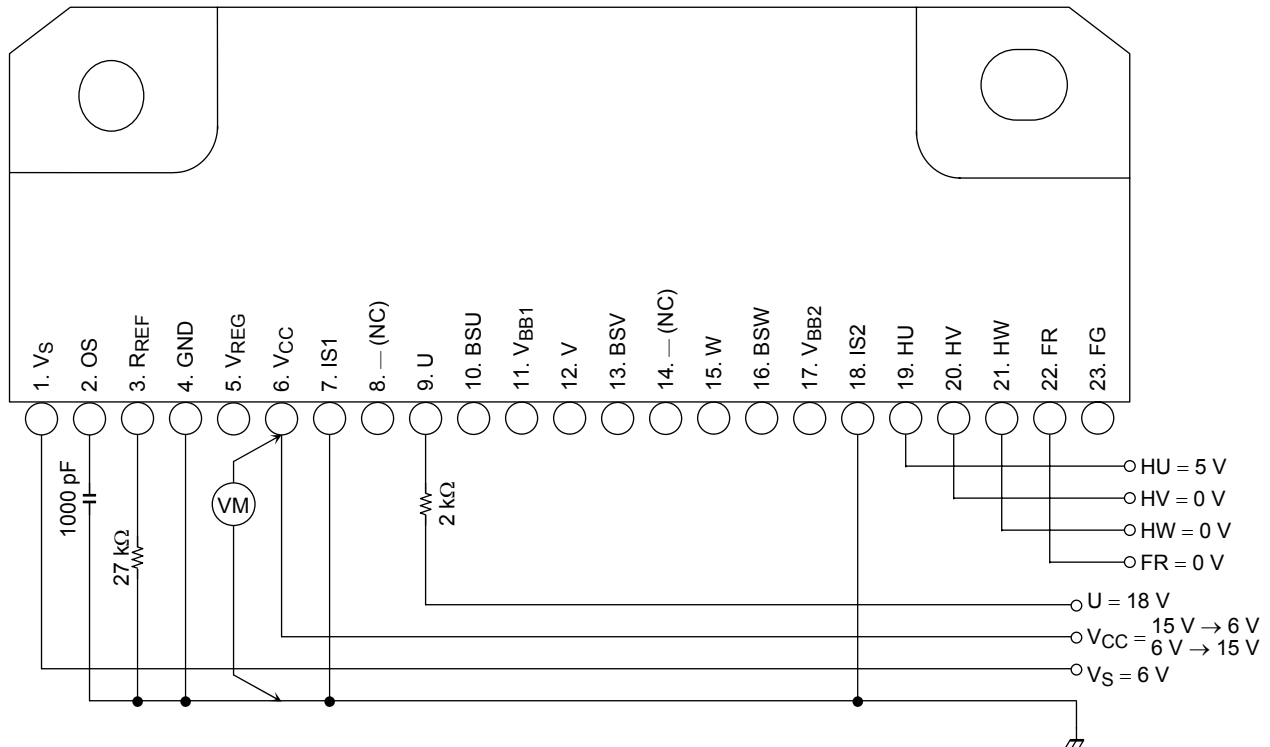 1. VS
2. OS
3. RREF
4. GND
5. VREG
6. VCC
7. IS1
8. — (NC)
9. U
10. BSU
11. VBB1
12. V
13. BSV
14. — (NC)
15. W
16. BSW
17. VBB2
18. IS2
19. HU
20. HV
21. HW
22. FR
23. FG
1000 pF
27 kΩ
VM
2 kΩ
HU = 5 V
HV = 0 V
HW = 0 V
FR = 0 V
U = 18 V
VCC = 15 V → 6 V
6 V → 15 V
VS = 6 V